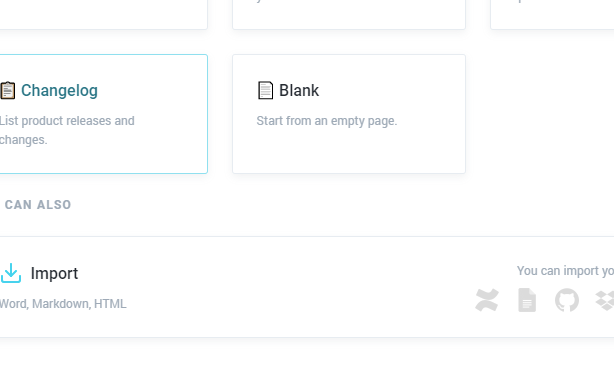 Changelog
List product releases and
changes.
Blank
Start from an empty page.
CAN ALSO
Import
Word, Markdown, HTML
You can import yo